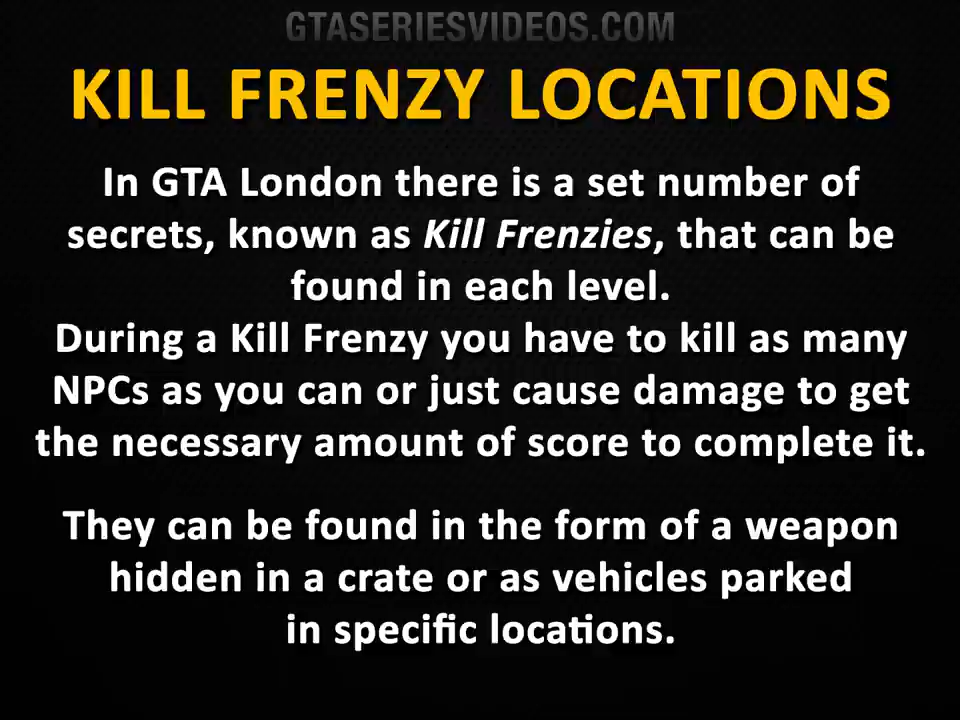 GTASERIESVIDEOS.COM
KILL FRENZY LOCATIONS
In GTA London there is a set number of
secrets, known as Kill Frenzies, that can be
found in each level.
During a Kill Frenzy you have to kill as many
NPCs as you can or just cause damage to get
the necessary amount of score to complete it.
They can be found in the form of a weapon
hidden in a crate or as vehicles parked
in specific locations.